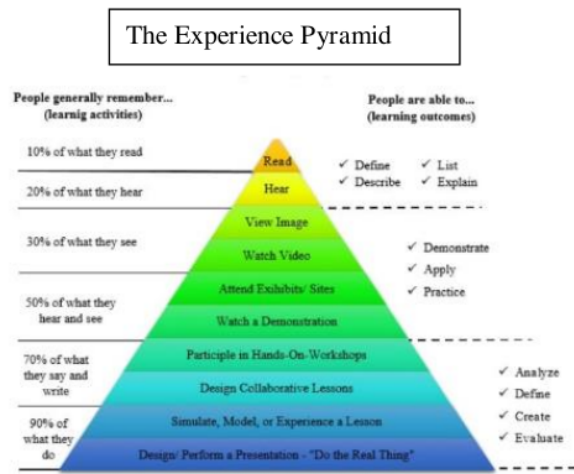 The Experience Pyramid
People generally remember...
(learnig activities)
People are able to...
(learning outcomes)
10% of what they read
Read
✓ Define
✓ List
20% of what they hear
Hear
✓ Describe
✓ Explain
30% of what they see
View Image
Watch Video
✓ Demonstrate
✓ Apply
✓ Practice
50% of what they
hear and see
Attend Exihibits/ Sites
Watch a Demonstration
70% of what
they say and
write
Participle in Hands-On-Workshops
Design Collaborative Lessons
✓ Analyze
✓ Define
✓ Create
✓ Evaluate
90% of
what they
do
Simulate, Model, or Experience a Lesson
Design/ Perform a Presentation - "Do the Real Thing"